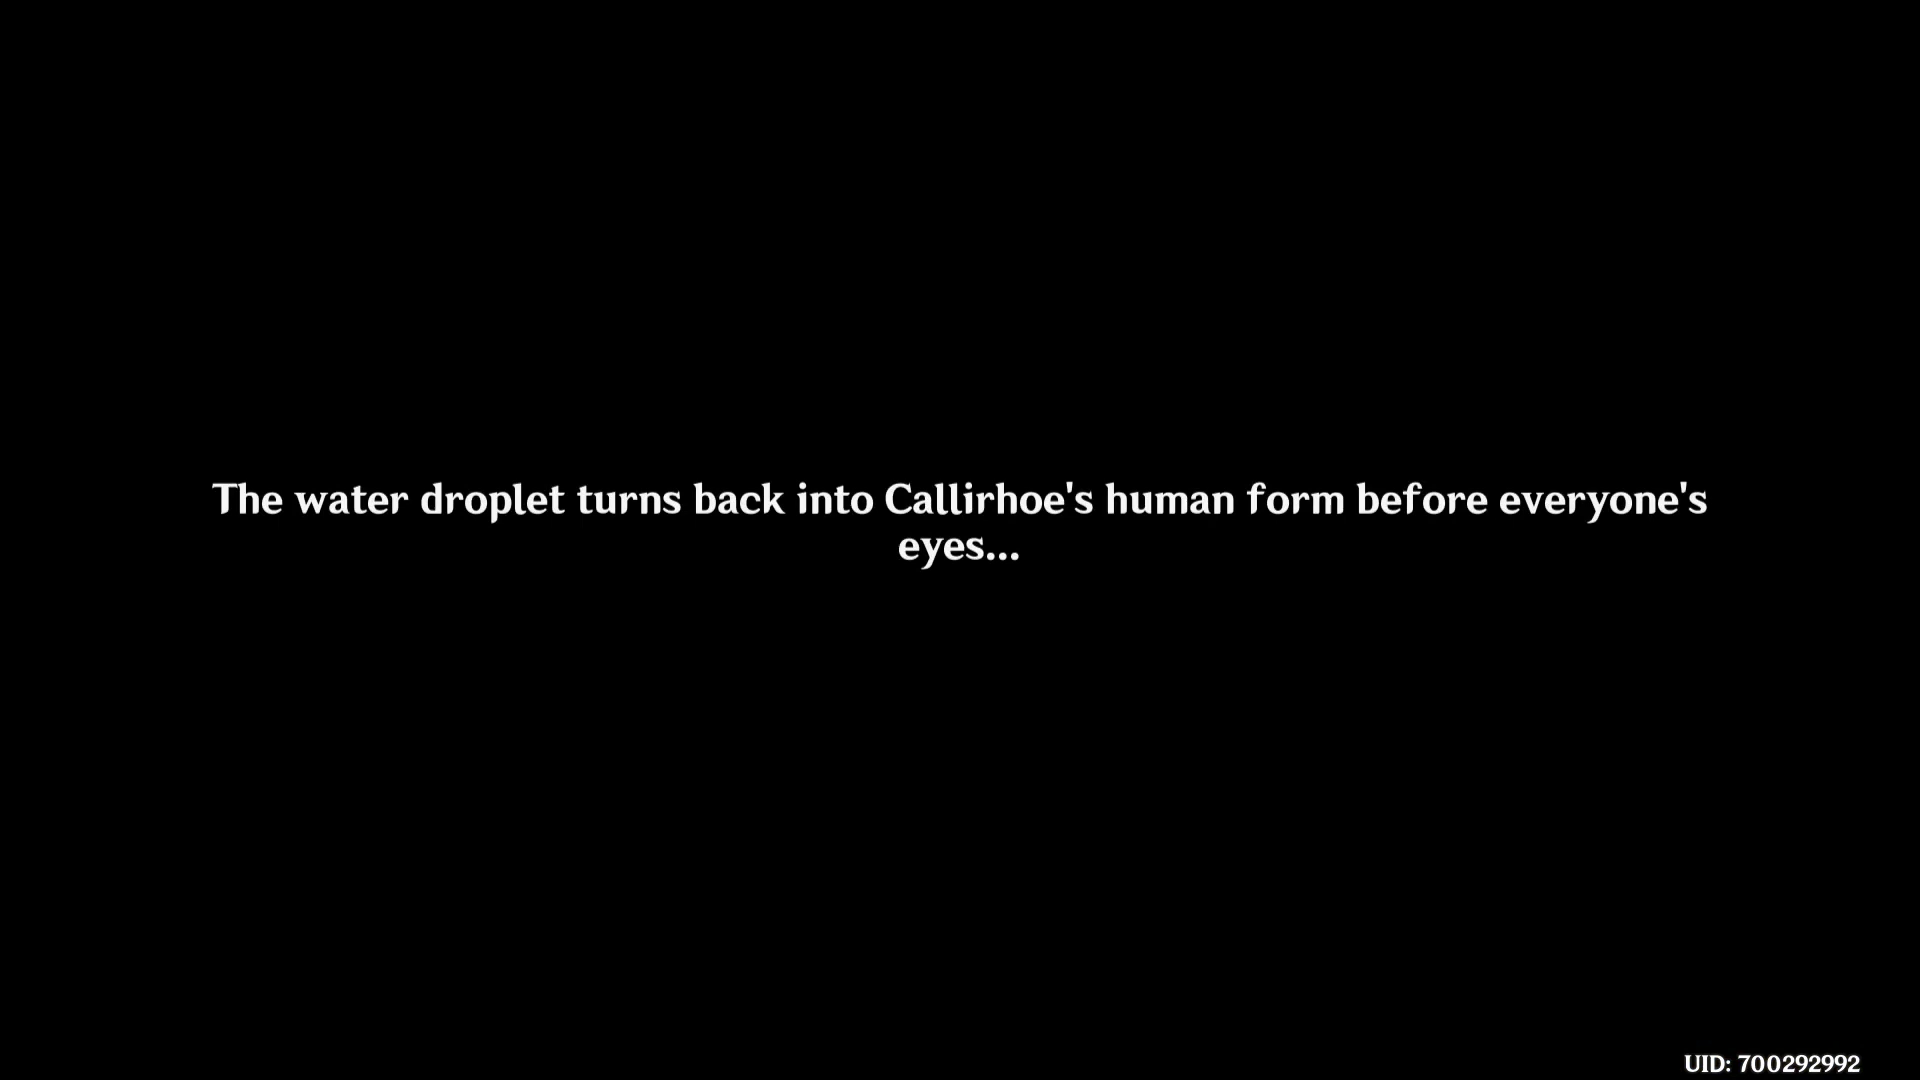 The water droplet turns back into Callirhoe's human form before everyone's
eyes...
UID: 700292992